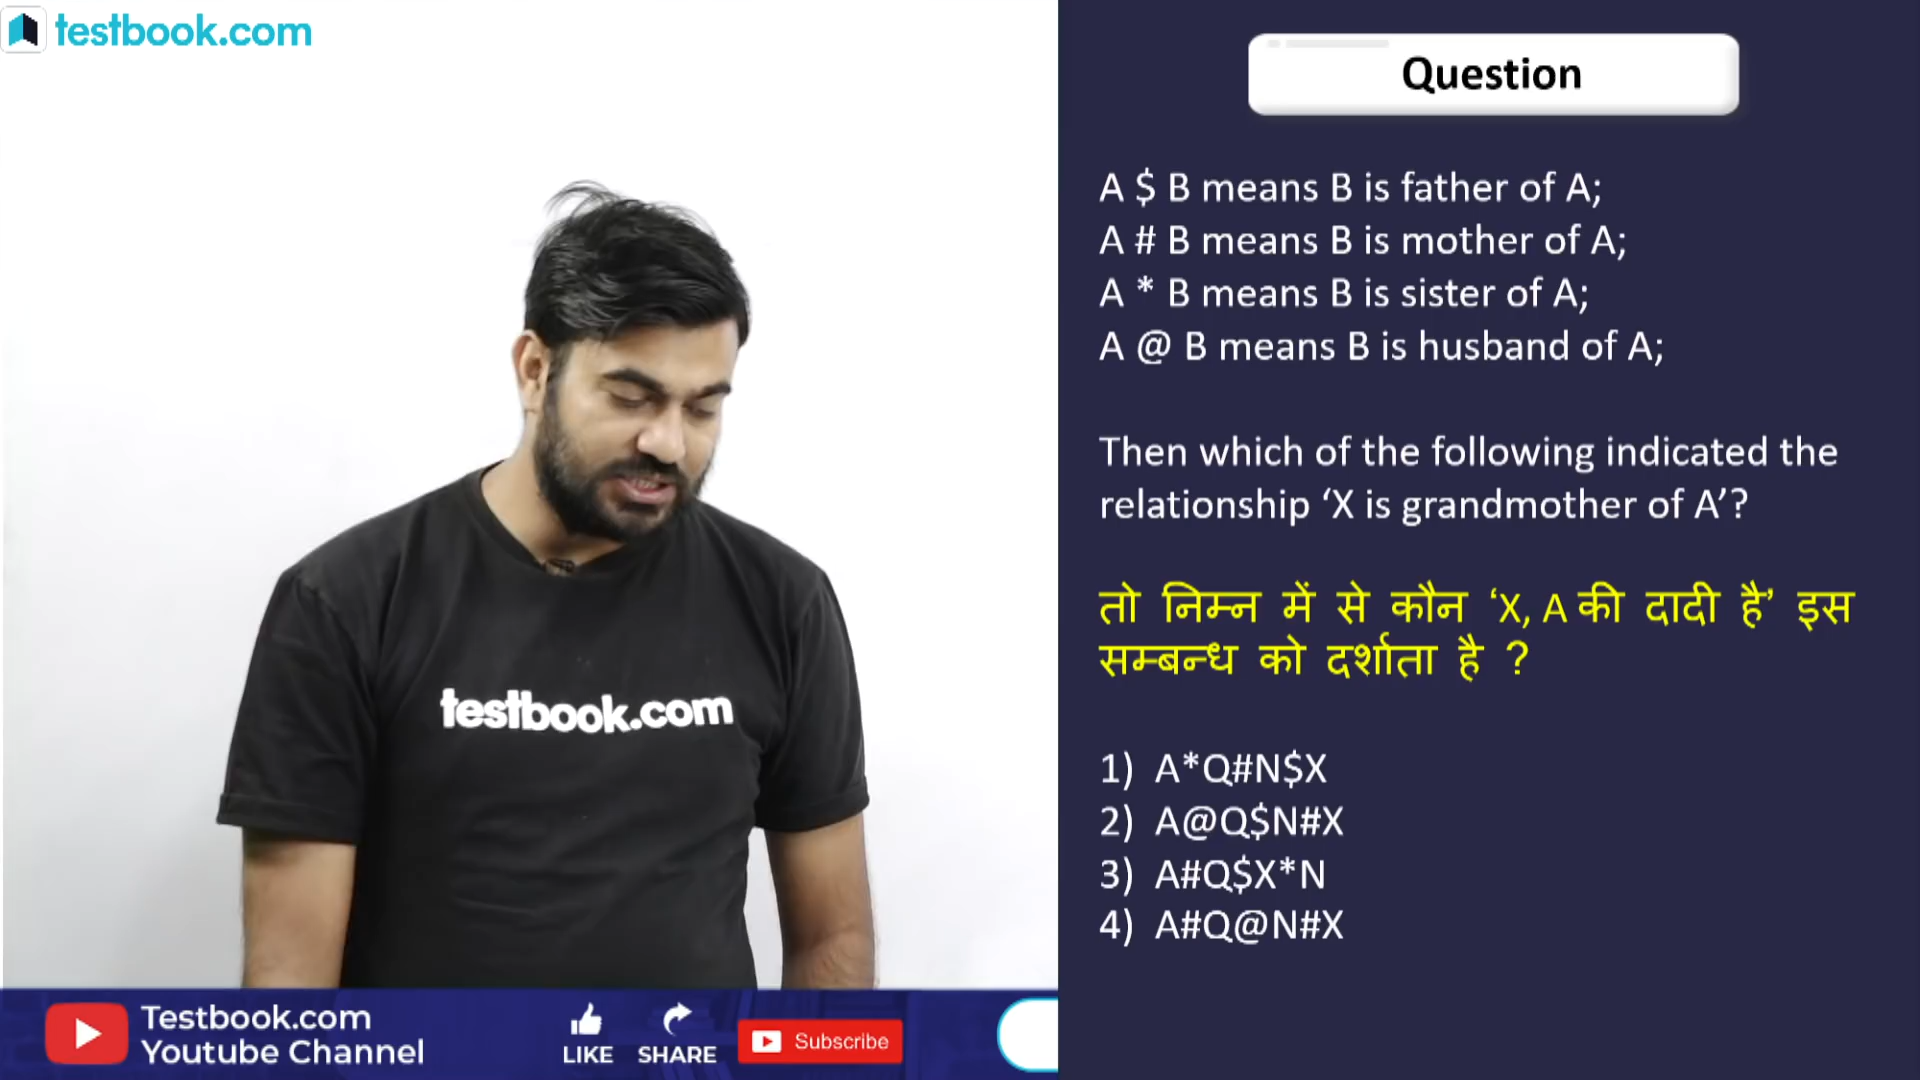 testbook.com
Question
A $ B means B is father of A;
A # B means B is mother of A;
A * B means B is sister of A;
A @ B means B is husband of A;
Then which of the following indicated the
relationship ‘X is grandmother of A’?
तो निम्न में से कौन ‘X, A की दादी है’ इस
सम्बन्ध को दर्शाता है ?
1) A*Q#N$X
2) A@Q$N#X
3) A#Q$X*N
4) A#Q@N#X
testbook.com
Testbook.com
Youtube Channel
LIKE
SHARE
Subscribe